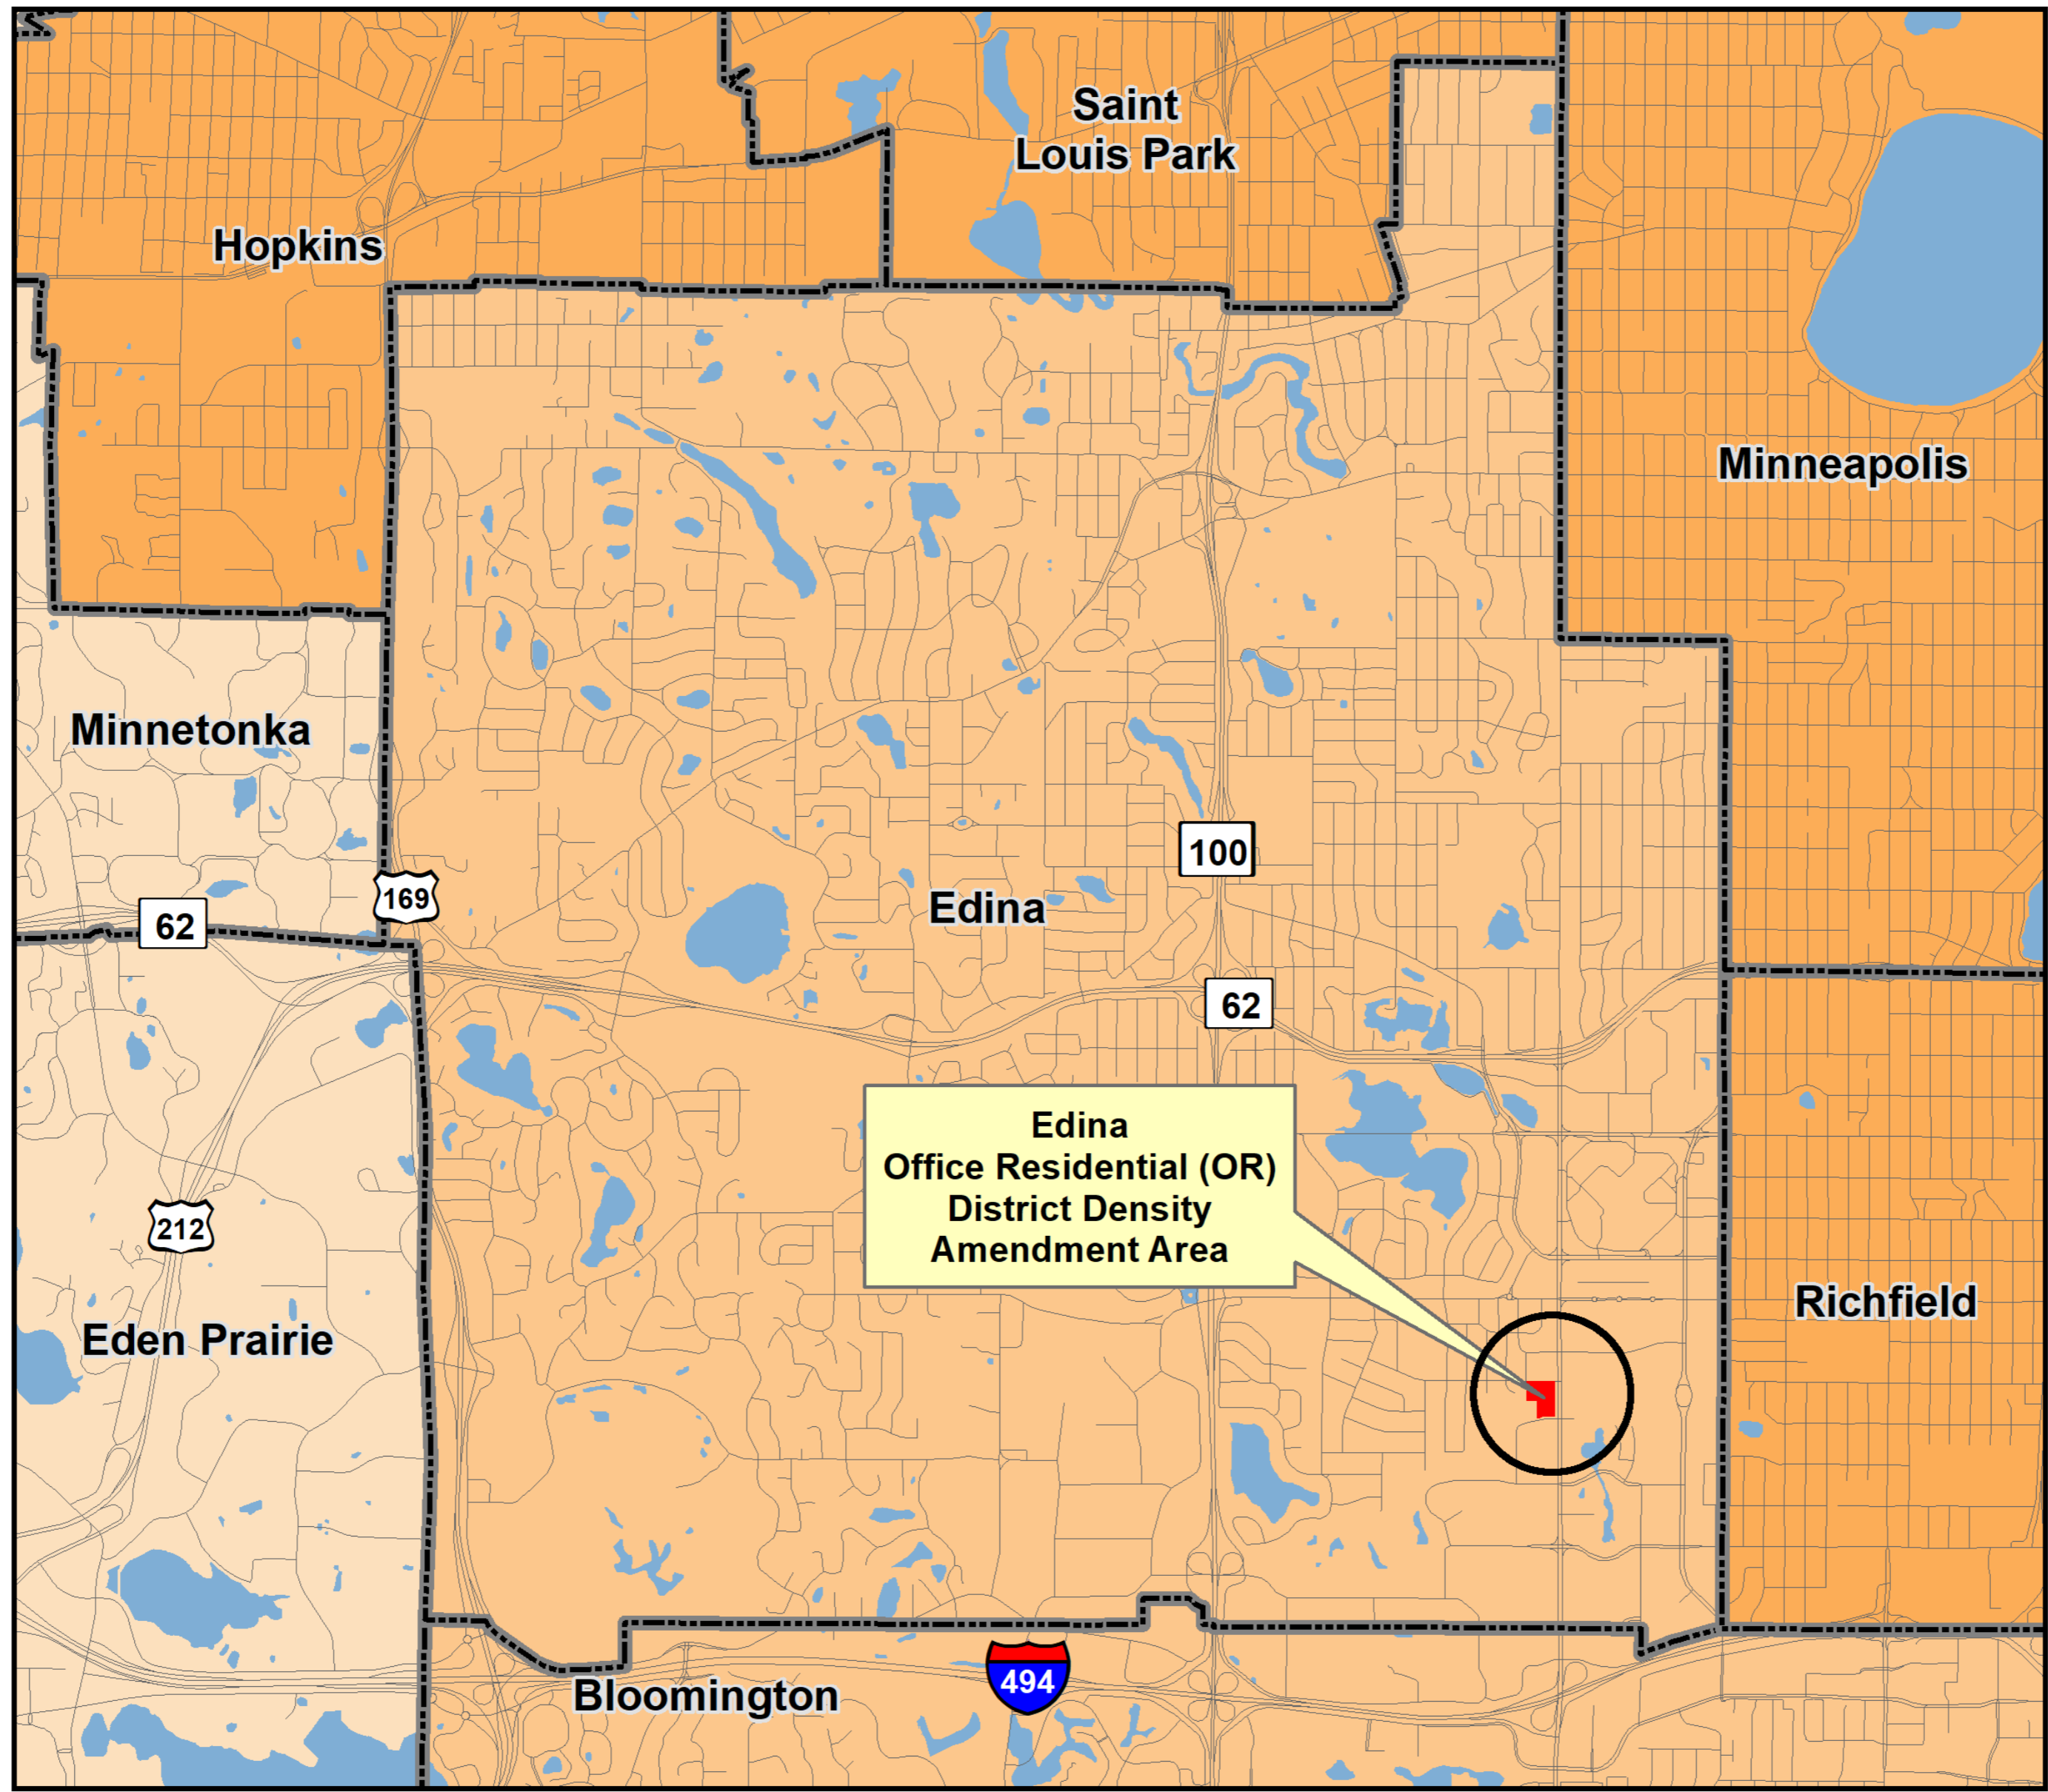 Saint
Louis Park
Hopkins
Minneapolis
Minnetonka
100
169
Edina
62
62
Edina
Office Residential (OR)
District Density
Amendment Area
212
Richfield
Eden Prairie
494
Bloomington